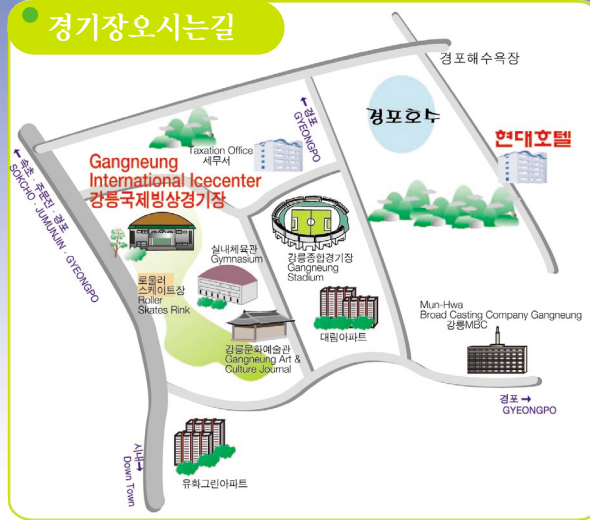 경기장오시는길
경포해수욕장
경포호수
현대호텔
↑
경포
GYEONGPO
Taxation Office
세무서
Gangneung
International Icecenter
강릉국제빙상경기장
← 속초 · 주문진 · 경포
SOKCHO · JUMUNJIN · GYEONGPO
실내체육관
Gymnasium
강릉종합경기장
Gangneung
Stadium
로울러
스케이트장
Roller
Skates Rink
강릉문화예술관
Gangneung Art &
Culture Journal
대림아파트
Mun-Hwa
Broad Casting Company Gangneung
강릉MBC
경포 →
GYEONGPO
시내→
Down Town
유화그린아파트